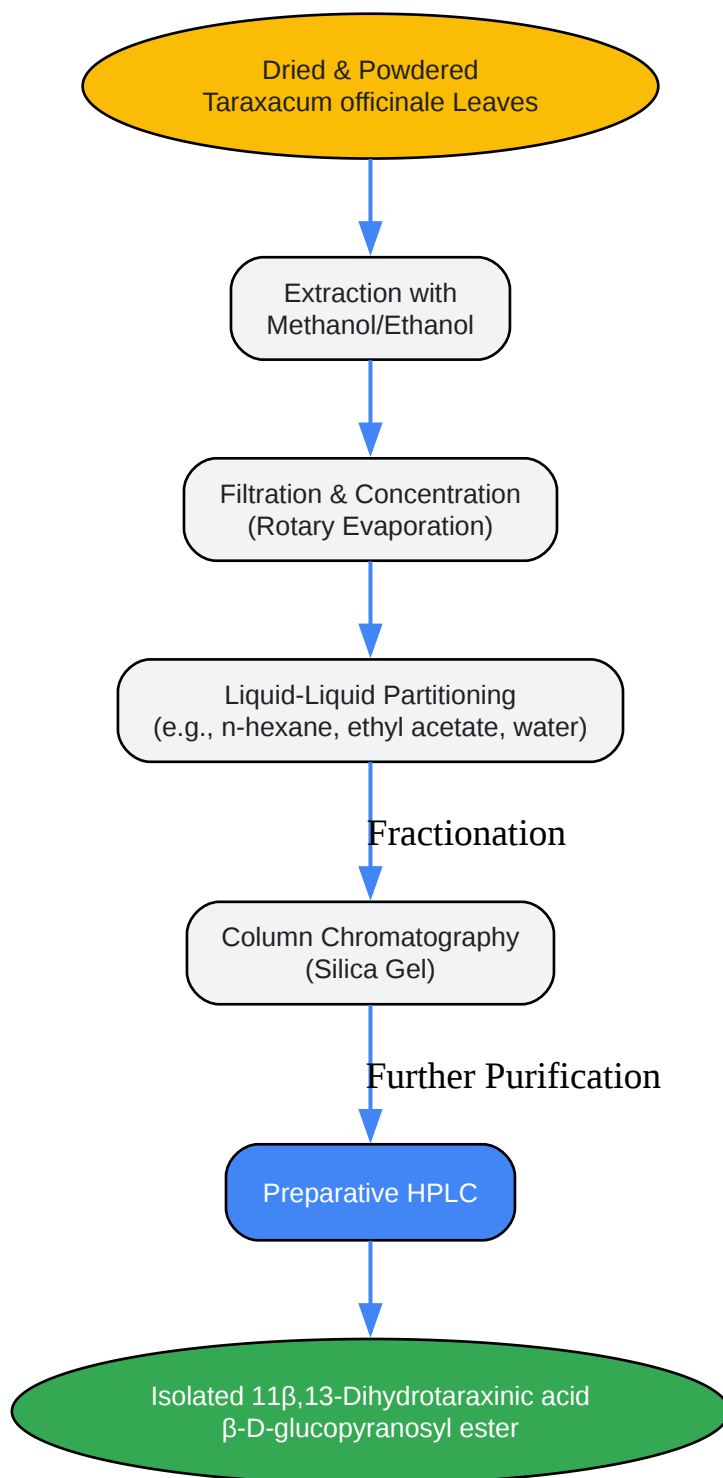 Dried & Powdered
Taraxacum officinale Leaves
Extraction with
Methanol/Ethanol
Filtration & Concentration
(Rotary Evaporation)
Liquid-Liquid Partitioning
(e.g., n-hexane, ethyl acetate, water)
Fractionation
Column Chromatography
(Silica Gel)
Further Purification
Preparative HPLC
Isolated 11β,13-Dihydrotaraxinic acid
β-D-glucopyranosyl ester